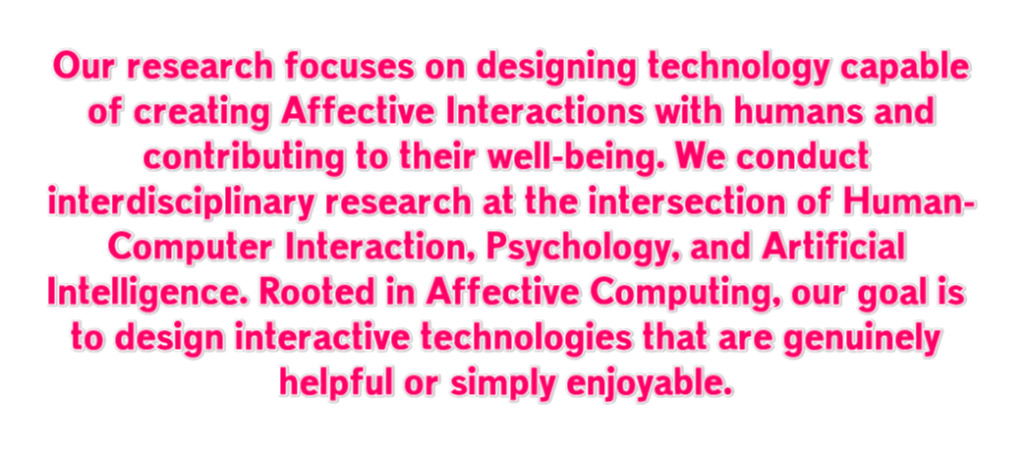 Our research focuses on designing technology capable
of creating Affective Interactions with humans and
contributing to their well-being. We conduct
interdisciplinary research at the intersection of Human-
Computer Interaction, Psychology, and Artificial
Intelligence. Rooted in Affective Computing, our goal is
to design interactive technologies that are genuinely
helpful or simply enjoyable.